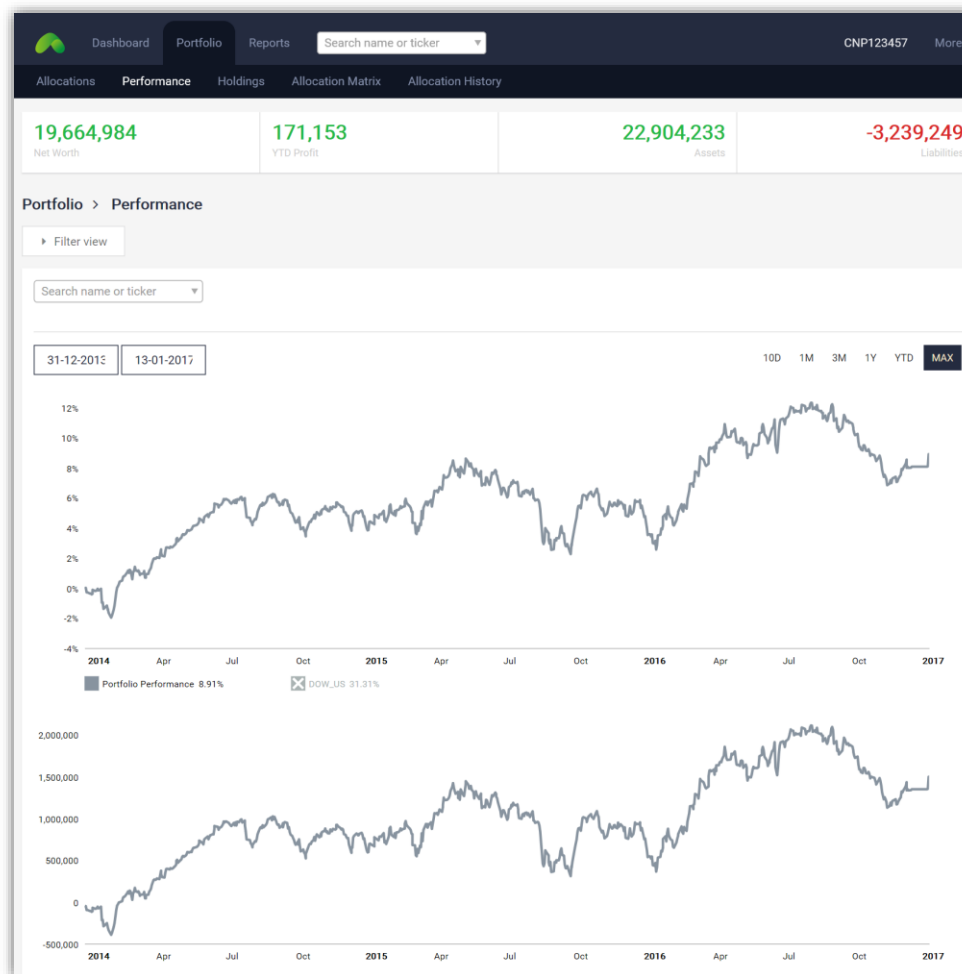 Dashboard Portfolio Reports Search name or ticker CNP123457 More
Allocations Performance Holdings Allocation Matrix Allocation History
19,664,984 171,153 22,904,233 -3,239,249
Net Worth YTD Profit Assets Liabilities
Portfolio > Performance
Filter view
Search name or ticker
31-12-2013 13-01-2017 10D 1M 3M 1Y YTD MAX
12%
10%
8%
6%
4%
2%
0%
-2%
-4%
2014 Apr Jul Oct 2015 Apr Jul Oct 2016 Apr Jul Oct 2017
Portfolio Performance 8.91% DOW_US 31.31%
2,000,000
1,500,000
1,000,000
500,000
0
-500,000
2014 Apr Jul Oct 2015 Apr Jul Oct 2016 Apr Jul Oct 2017